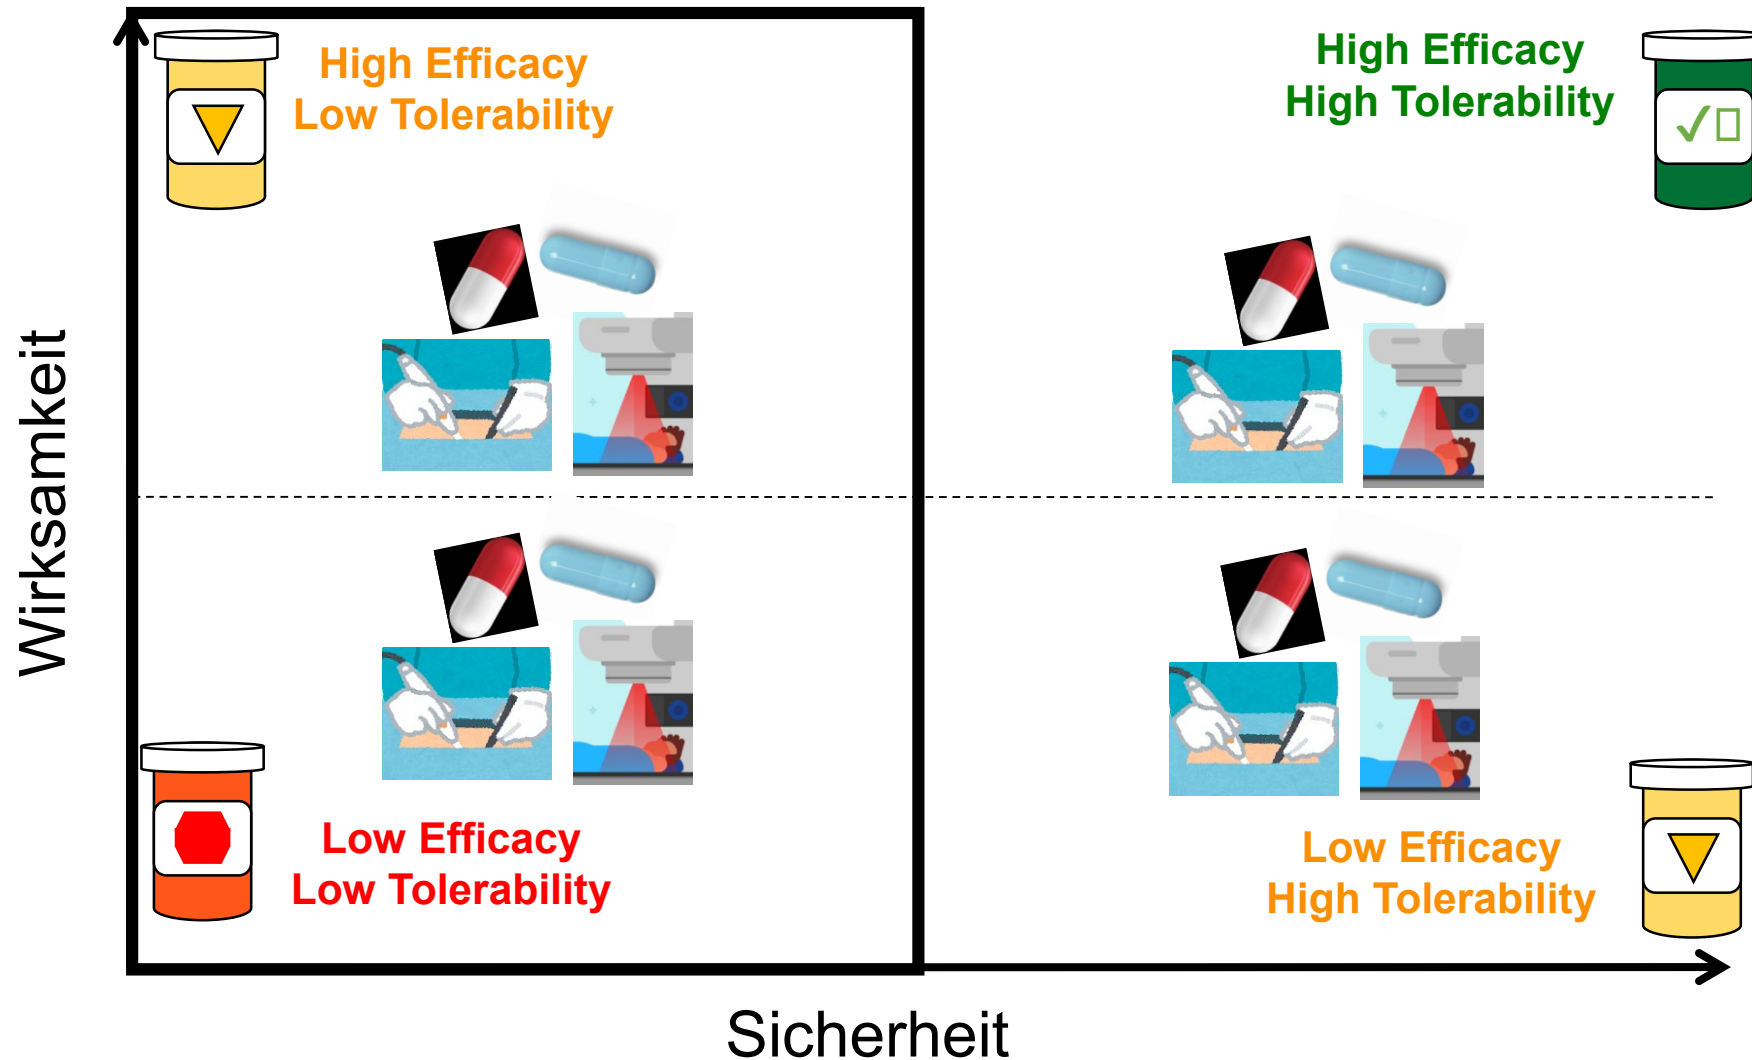 High Efficacy
Low Tolerability
High Efficacy
High Tolerability
Wirksamkeit
Low Efficacy
Low Tolerability
Low Efficacy
High Tolerability
Sicherheit